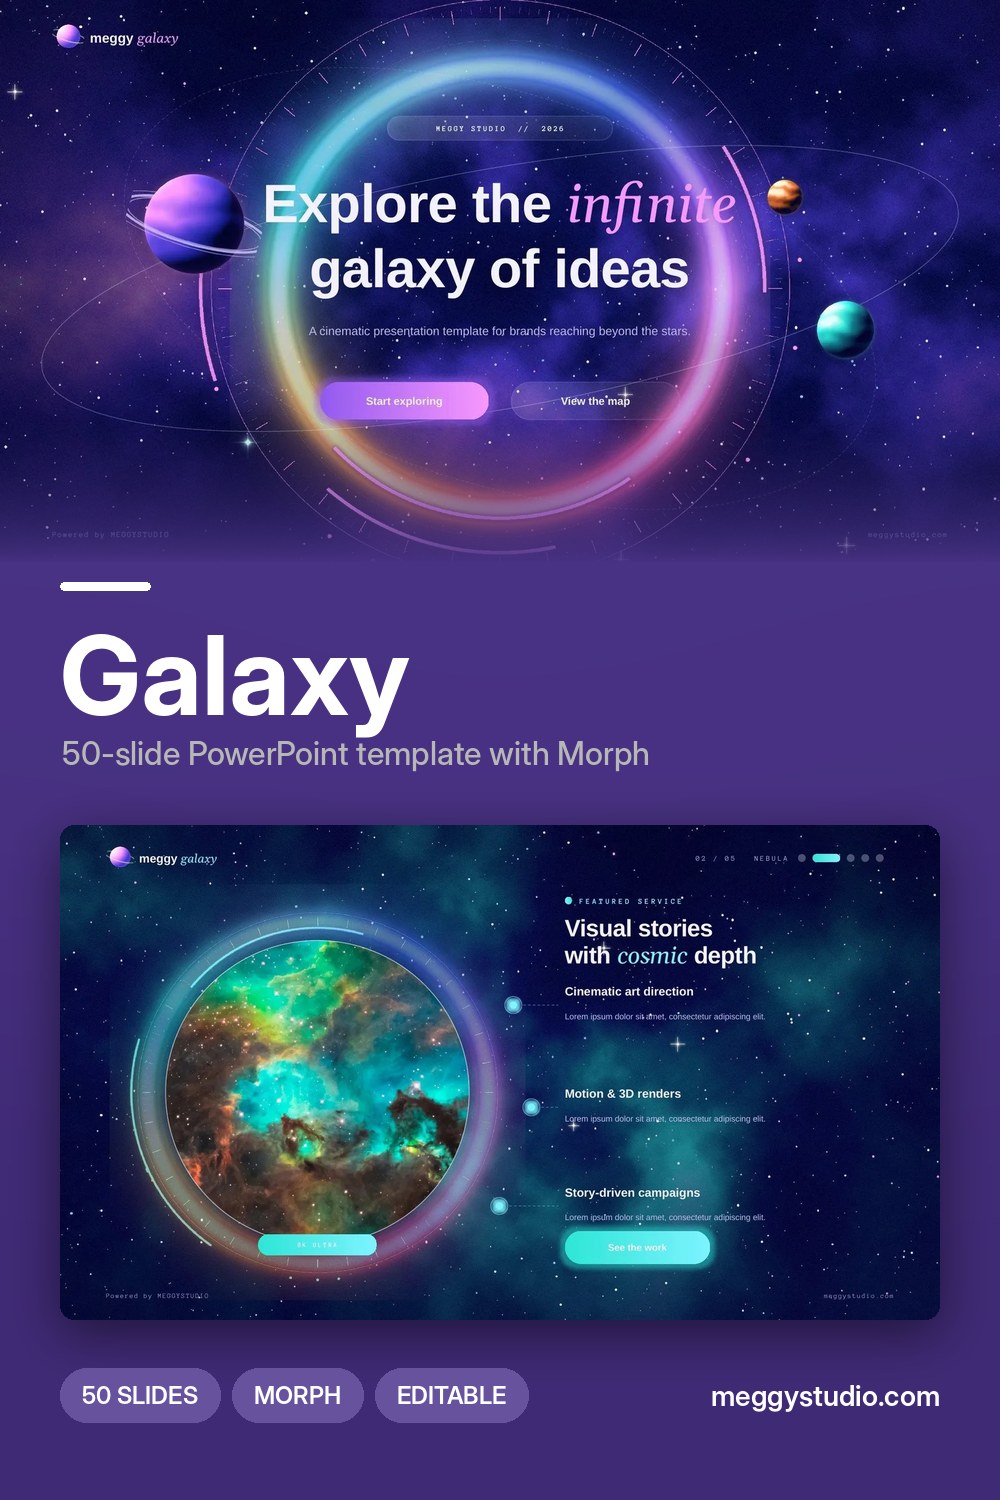 meggy galaxy
MEGGY STUDIO // 2026
Explore the infinite
galaxy of ideas
A cinematic presentation template for brands reaching beyond the stars.
Start exploring
View the map
Powered by MEGGYSTUDIO
meggystudio.com
Galaxy
50-slide PowerPoint template with Morph
meggy galaxy
02 / 05 NEBULA
FEATURED SERVICE
Visual stories
with cosmic depth
Cinematic art direction
Lorem ipsum dolor sit amet, consectetur adipiscing elit.
Motion & 3D renders
Lorem ipsum dolor sit amet, consectetur adipiscing elit.
Story-driven campaigns
Lorem ipsum dolor sit amet, consectetur adipiscing elit.
See the work
ULTRA
Powered by MEGGYSTUDIO
meggystudio.com
50 SLIDES
MORPH
EDITABLE
meggystudio.com